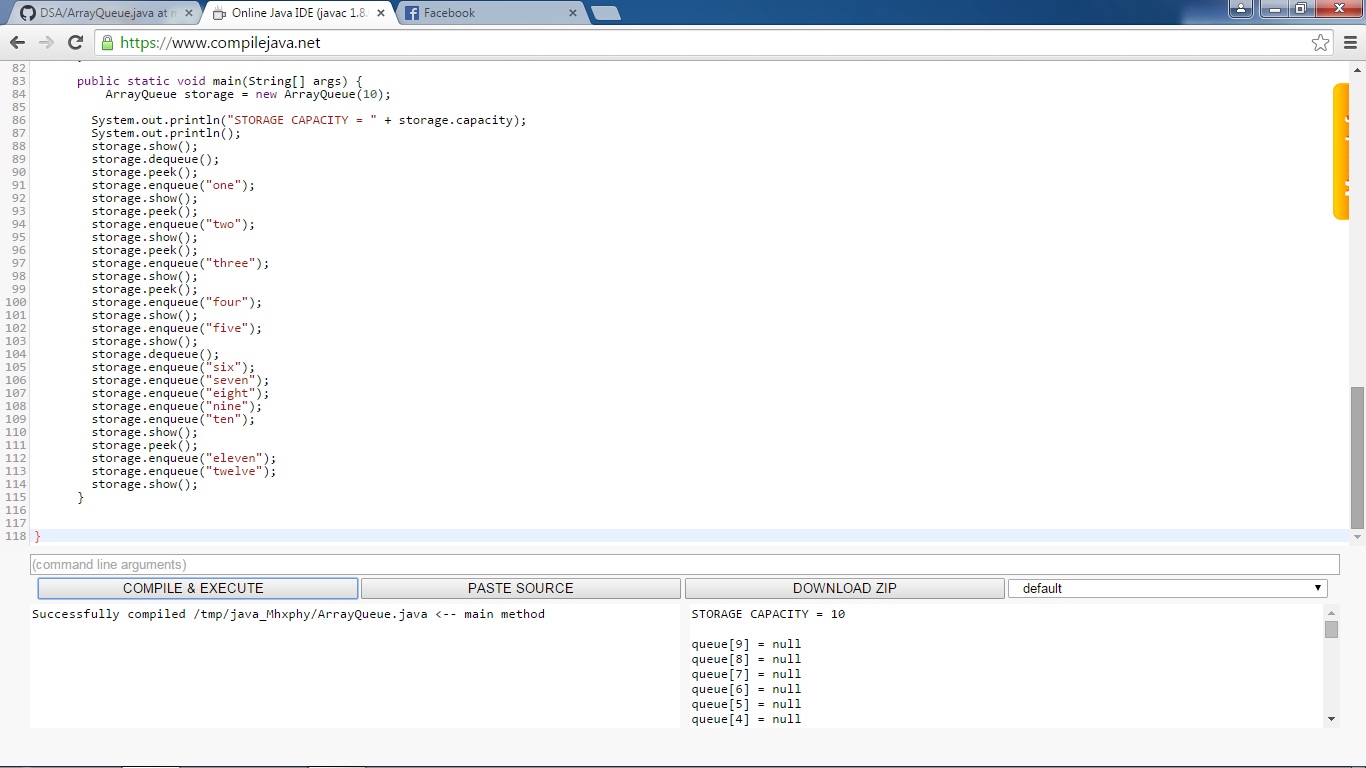 DSA/ArrayQueue.java at m
Online Java IDE (javac 1.8.
Facebook
https://www.compilejava.net
82
83 public static void main(String[] args) {
84 ArrayQueue storage = new ArrayQueue(10);
85
86 System.out.println("STORAGE CAPACITY = " + storage.capacity);
87 System.out.println();
88 storage.show();
89 storage.dequeue();
90 storage.peek();
91 storage.enqueue("one");
92 storage.show();
93 storage.peek();
94 storage.enqueue("two");
95 storage.show();
96 storage.peek();
97 storage.enqueue("three");
98 storage.show();
99 storage.peek();
100 storage.enqueue("four");
101 storage.show();
102 storage.enqueue("five");
103 storage.show();
104 storage.dequeue();
105 storage.enqueue("six");
106 storage.enqueue("seven");
107 storage.enqueue("eight");
108 storage.enqueue("nine");
109 storage.enqueue("ten");
110 storage.show();
111 storage.peek();
112 storage.enqueue("eleven");
113 storage.enqueue("twelve");
114 storage.show();
115 }
116
117
118 }
(command line arguments)
COMPILE & EXECUTE
PASTE SOURCE
DOWNLOAD ZIP
default
Successfully compiled /tmp/java_Mhxphy/ArrayQueue.java <-- main method
STORAGE CAPACITY = 10
queue[9] = null
queue[8] = null
queue[7] = null
queue[6] = null
queue[5] = null
queue[4] = null